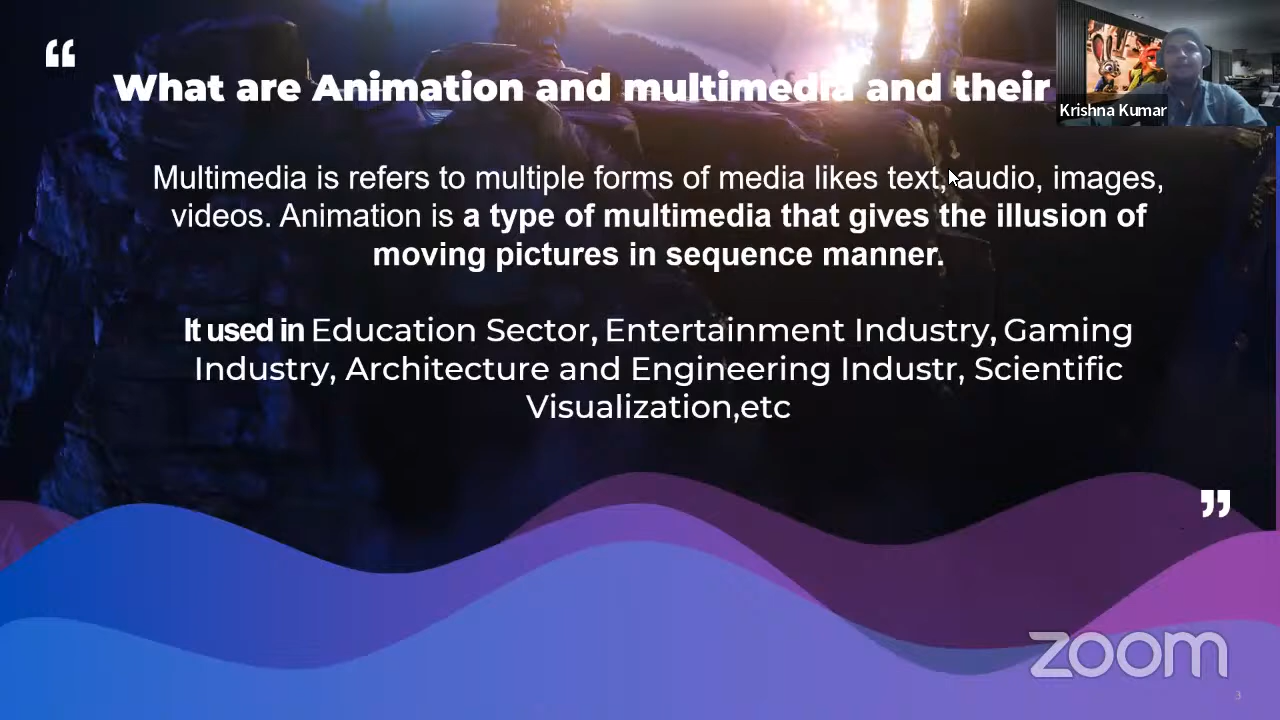 “
What are Animation and multimedia and their
Krishna Kumar
Multimedia is refers to multiple forms of media likes text, audio, images,
videos. Animation is a type of multimedia that gives the illusion of
moving pictures in sequence manner.
It used in Education Sector, Entertainment Industry, Gaming
Industry, Architecture and Engineering Industr, Scientific
Visualization,etc
”
zoom
3